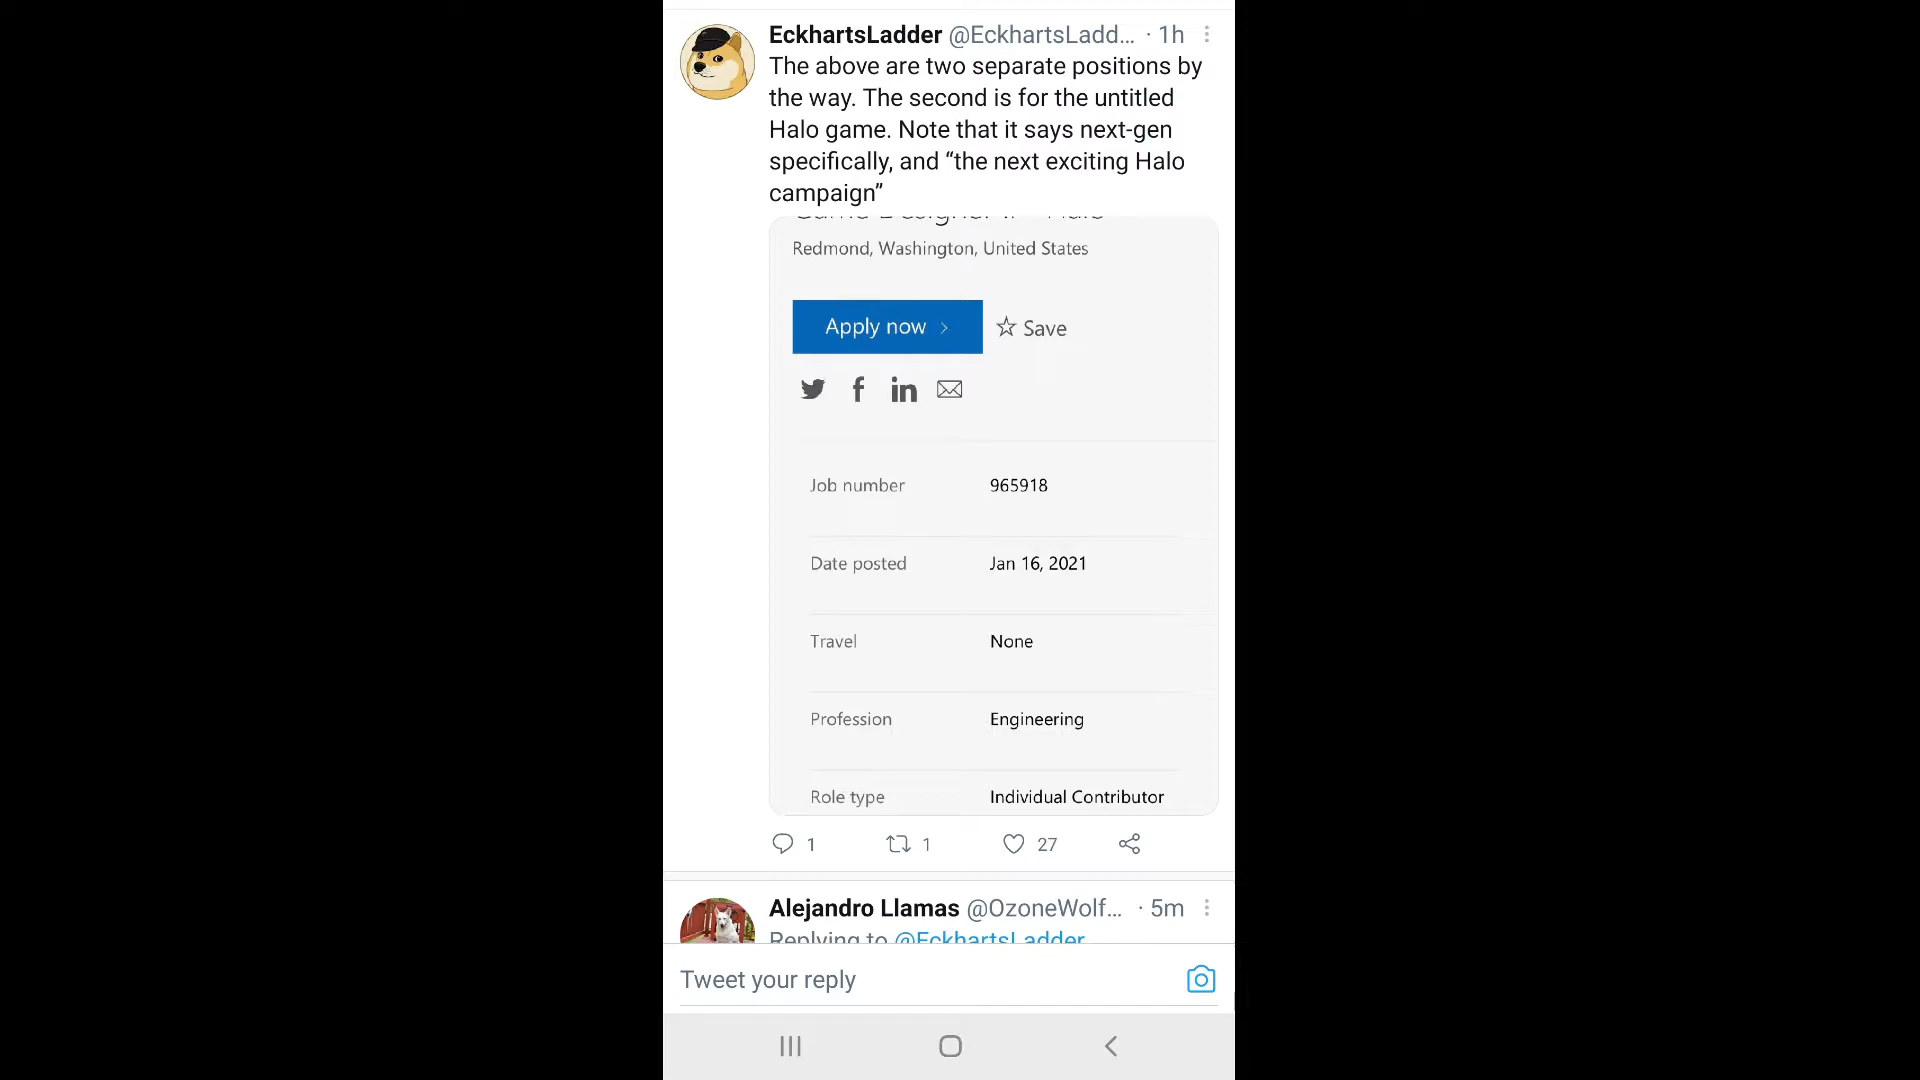 EckhartsLadder @EckhartsLadd... · 1h
The above are two separate positions by
the way. The second is for the untitled
Halo game. Note that it says next-gen
specifically, and “the next exciting Halo
campaign”
Redmond, Washington, United States
Apply now
Save
Job number 965918
Date posted Jan 16, 2021
Travel None
Profession Engineering
Role type Individual Contributor
1 1 27
Alejandro Llamas @OzoneWolf... · 5m
Replying to @EckhartsLadder
Tweet your reply